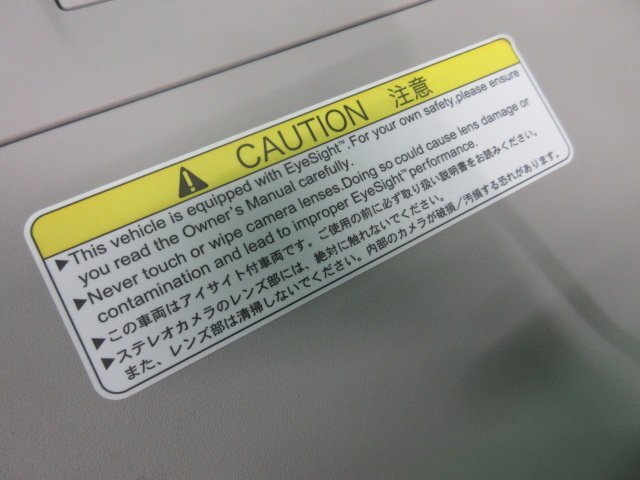 CAUTION 注意
▶This vehicle is equipped with EyeSight™ For your own safety,please ensure
you read the Owner's Manual carefully.
▶Never touch or wipe camera lenses.Doing so could cause lens damage or
contamination and lead to improper EyeSight™performance.
▶この車両はアイサイト付車両です。ご使用の前に必ず取り扱い説明書をお読みください。
▶ステレオカメラのレンズ部には、絶対に触れないでください。
また、レンズ部は清掃しないでください。内部のカメラが破損/汚損する恐れがあります.